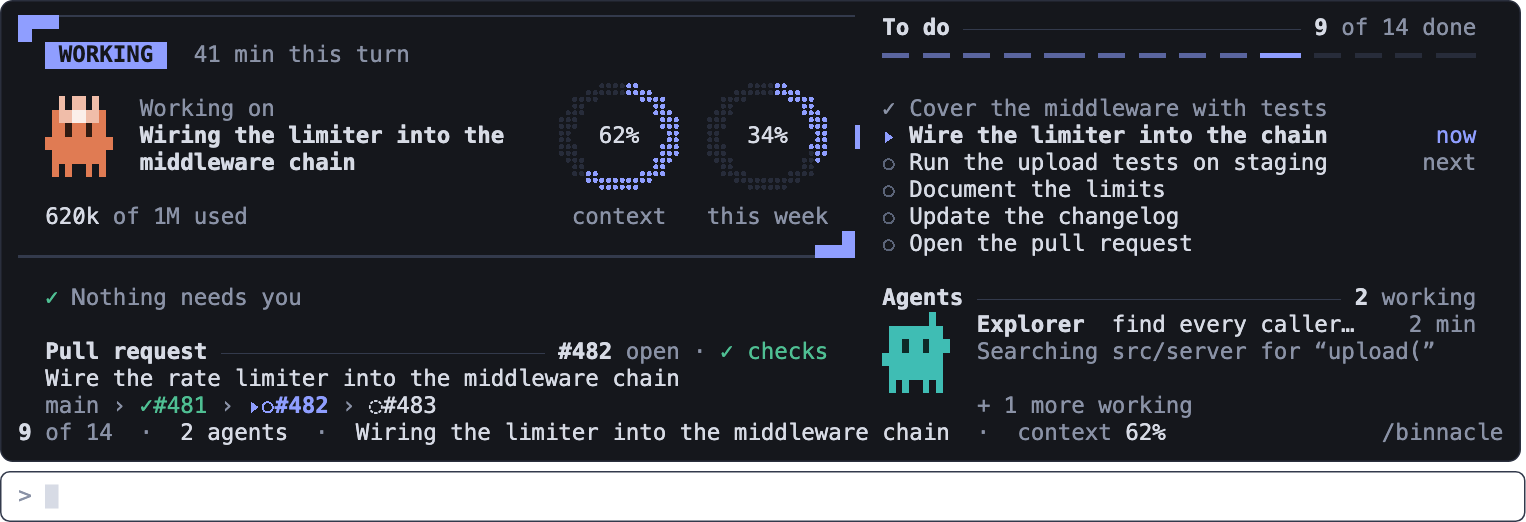 WORKING 41 min this turn
Working on
Wiring the limiter into the
middleware chain
62%
34%
620k of 1M used
context
this week
✓ Nothing needs you
Pull request #482 open · ✓ checks
Wire the rate limiter into the middleware chain
main › ✓#481 › ▸○#482 › ◌#483
To do 9 of 14 done
✓ Cover the middleware with tests
▸ Wire the limiter into the chain now
○ Run the upload tests on staging next
○ Document the limits
○ Update the changelog
○ Open the pull request
Agents 2 working
Explorer find every caller… 2 min
Searching src/server for “upload(”
+ 1 more working
9 of 14 · 2 agents · Wiring the limiter into the middleware chain · context 62% /binnacle
>